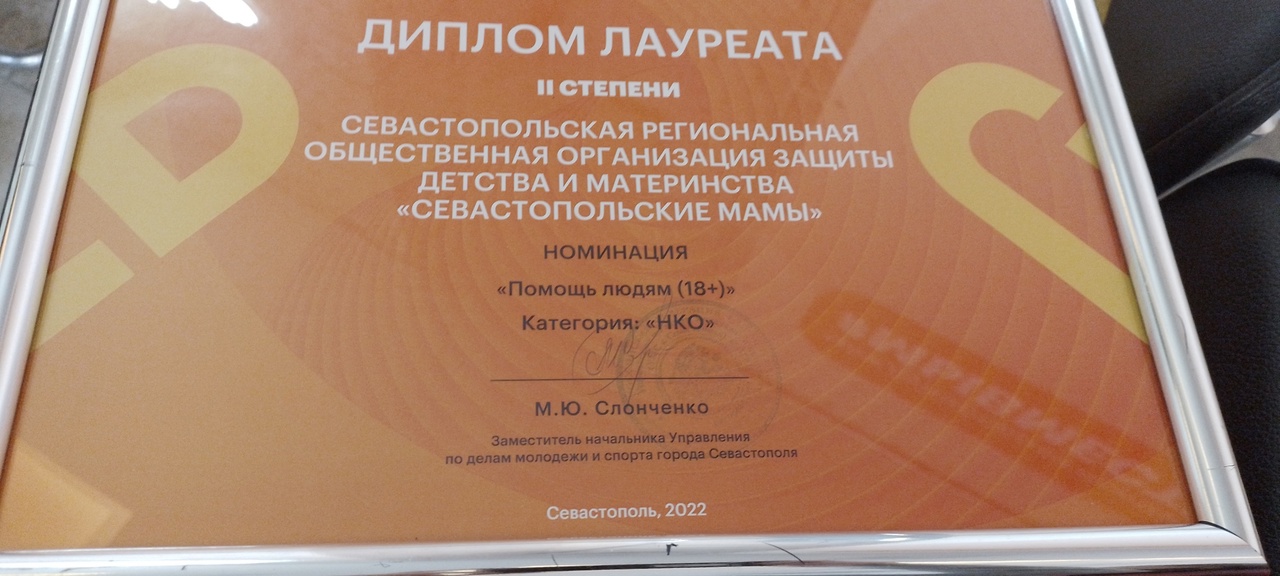 ДИПЛОМ ЛАУРЕАТА
II СТЕПЕНИ
СЕВАСТОПОЛЬСКАЯ РЕГИОНАЛЬНАЯ
ОБЩЕСТВЕННАЯ ОРГАНИЗАЦИЯ ЗАЩИТЫ
ДЕТСТВА И МАТЕРИНСТВА
«СЕВАСТОПОЛЬСКИЕ МАМЫ»
НОМИНАЦИЯ
«Помощь людям (18+)»
Категория: «НКО»
М.Ю. Слонченко
Заместитель начальника Управления
по делам молодежи и спорта города Севастополя
Севастополь, 2022